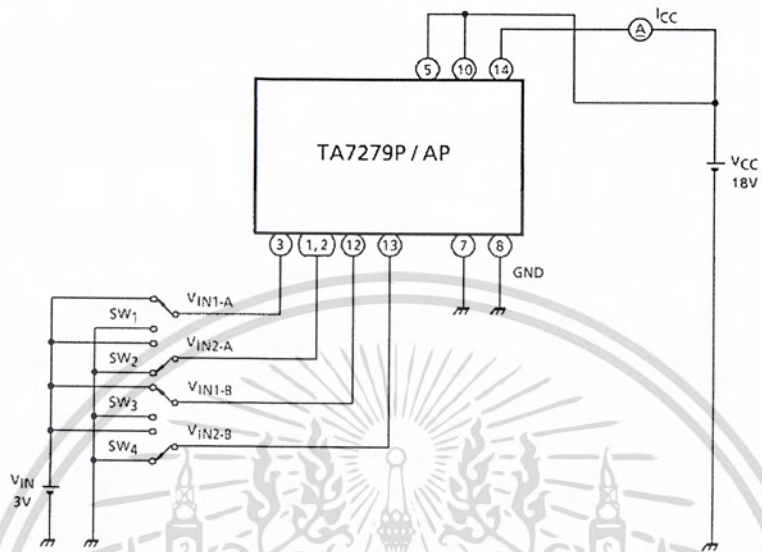 ICC
A
5 10 14
TA7279P / AP
VCC
18V
3 1, 2 12 13 7 8
GND
VIN1-A
SW1
VIN2-A
SW2
VIN1-B
SW3
VIN2-B
SW4
VIN
3V